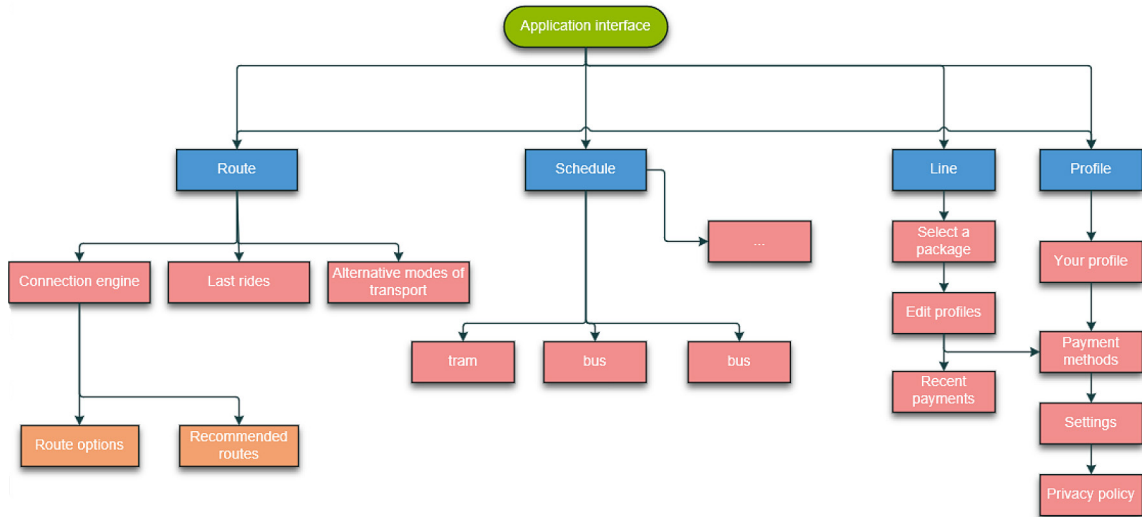 Application interface
Route
Schedule
Line
Profile
Select a
package
...
Your profile
Connection engine
Last rides
Alternative modes of
transport
Edit profiles
tram
bus
bus
Payment
methods
Recent
payments
Settings
Route options
Recommended
routes
Privacy policy